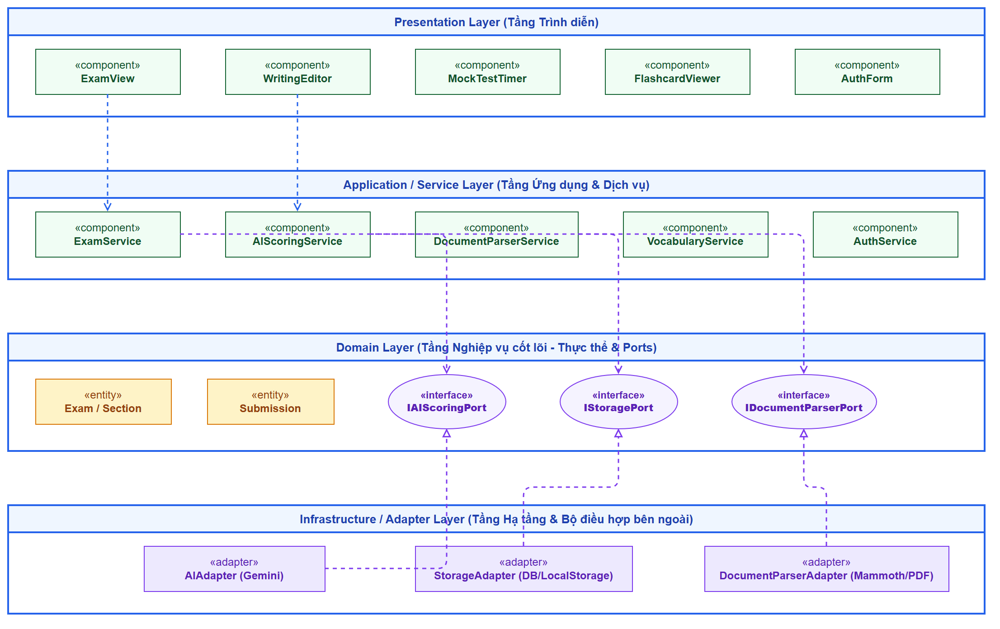 Presentation Layer (Tầng Trình diễn)
«component»
ExamView
«component»
WritingEditor
«component»
MockTestTimer
«component»
FlashcardViewer
«component»
AuthForm
Application / Service Layer (Tầng Ứng dụng & Dịch vụ)
«component»
ExamService
«component»
AIScoringService
«component»
DocumentParserService
«component»
VocabularyService
«component»
AuthService
Domain Layer (Tầng Nghiệp vụ cốt lõi - Thực thể & Ports)
«entity»
Exam / Section
«entity»
Submission
«interface»
IAIScoringPort
«interface»
IStoragePort
«interface»
IDocumentParserPort
Infrastructure / Adapter Layer (Tầng Hạ tầng & Bộ điều hợp bên ngoài)
«adapter»
AIAdapter (Gemini)
«adapter»
StorageAdapter (DB/LocalStorage)
«adapter»
DocumentParserAdapter (Mammoth/PDF)